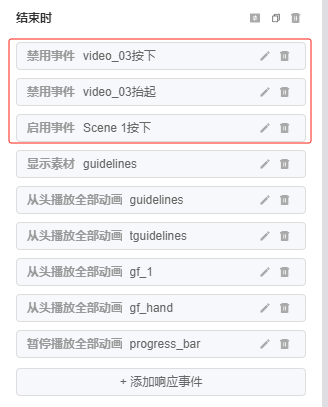 结束时
禁用事件 video_03按下
禁用事件 video_03抬起
启用事件 Scene 1按下
显示素材 guidelines
从头播放全部动画 guidelines
从头播放全部动画 tguidelines
从头播放全部动画 gf_1
从头播放全部动画 gf_hand
暂停播放全部动画 progress_bar
+ 添加响应事件